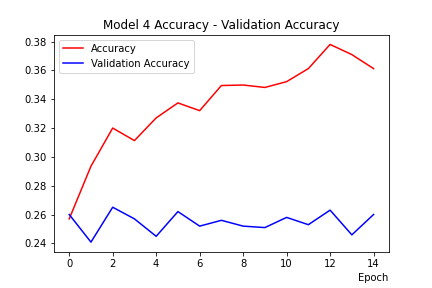 Model 4 Accuracy - Validation Accuracy
0.38
0.36
0.34
0.32
0.30
0.28
0.26
0.24
Accuracy
Validation Accuracy
0 2 4 6 8 10 12 14
Epoch